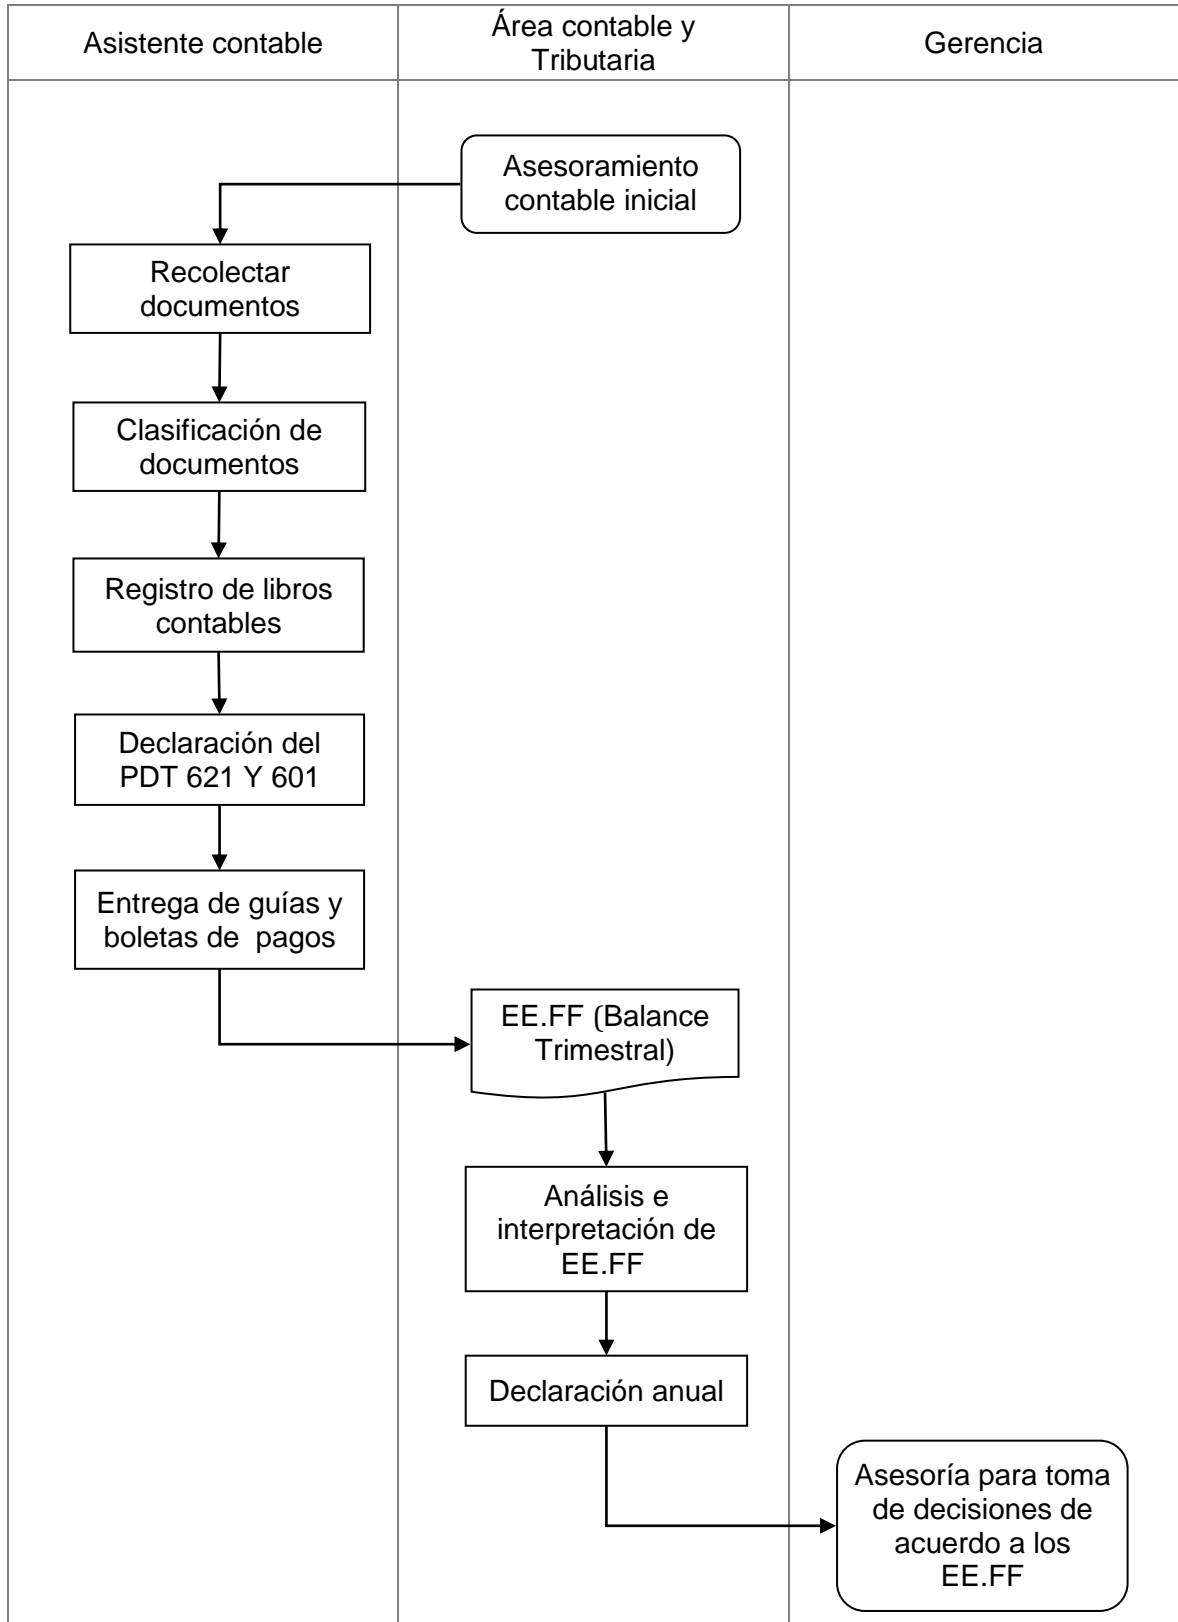 Asistente contable
Área contable y
Tributaria
Gerencia
Asesoramiento
contable inicial
Recolectar
documentos
Clasificación de
documentos
Registro de libros
contables
Declaración del
PDT 621 Y 601
Entrega de guías y
boletas de  pagos
EE.FF (Balance
Trimestral)
Análisis e
interpretación de
EE.FF
Declaración anual
Asesoría para toma
de decisiones de
acuerdo a los
EE.FF